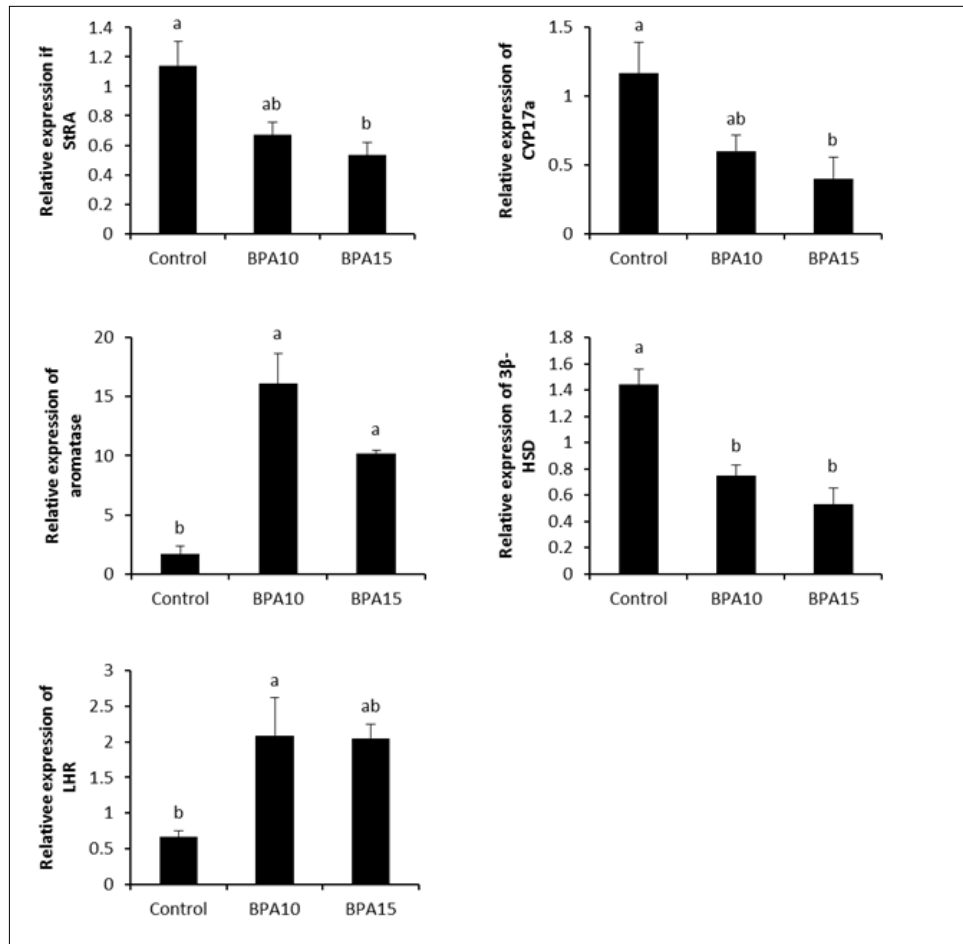 Relative expression if
StRA
1.4
1.2
1
0.8
0.6
0.4
0.2
0
a
ab
b
Control BPA10 BPA15
Relative expression of
CYP17a
1.5
1
0.5
0
a
ab
b
Control BPA10 BPA15
Relative expression of
aromatase
20
15
10
5
0
b
a
a
Control BPA10 BPA15
Relative expression of 3β-
HSD
1.8
1.6
1.4
1.2
1
0.8
0.6
0.4
0.2
0
a
b
b
Control BPA10 BPA15
Relativee expression of
LHR
3
2.5
2
1.5
1
0.5
0
b
a
ab
Control BPA10 BPA15